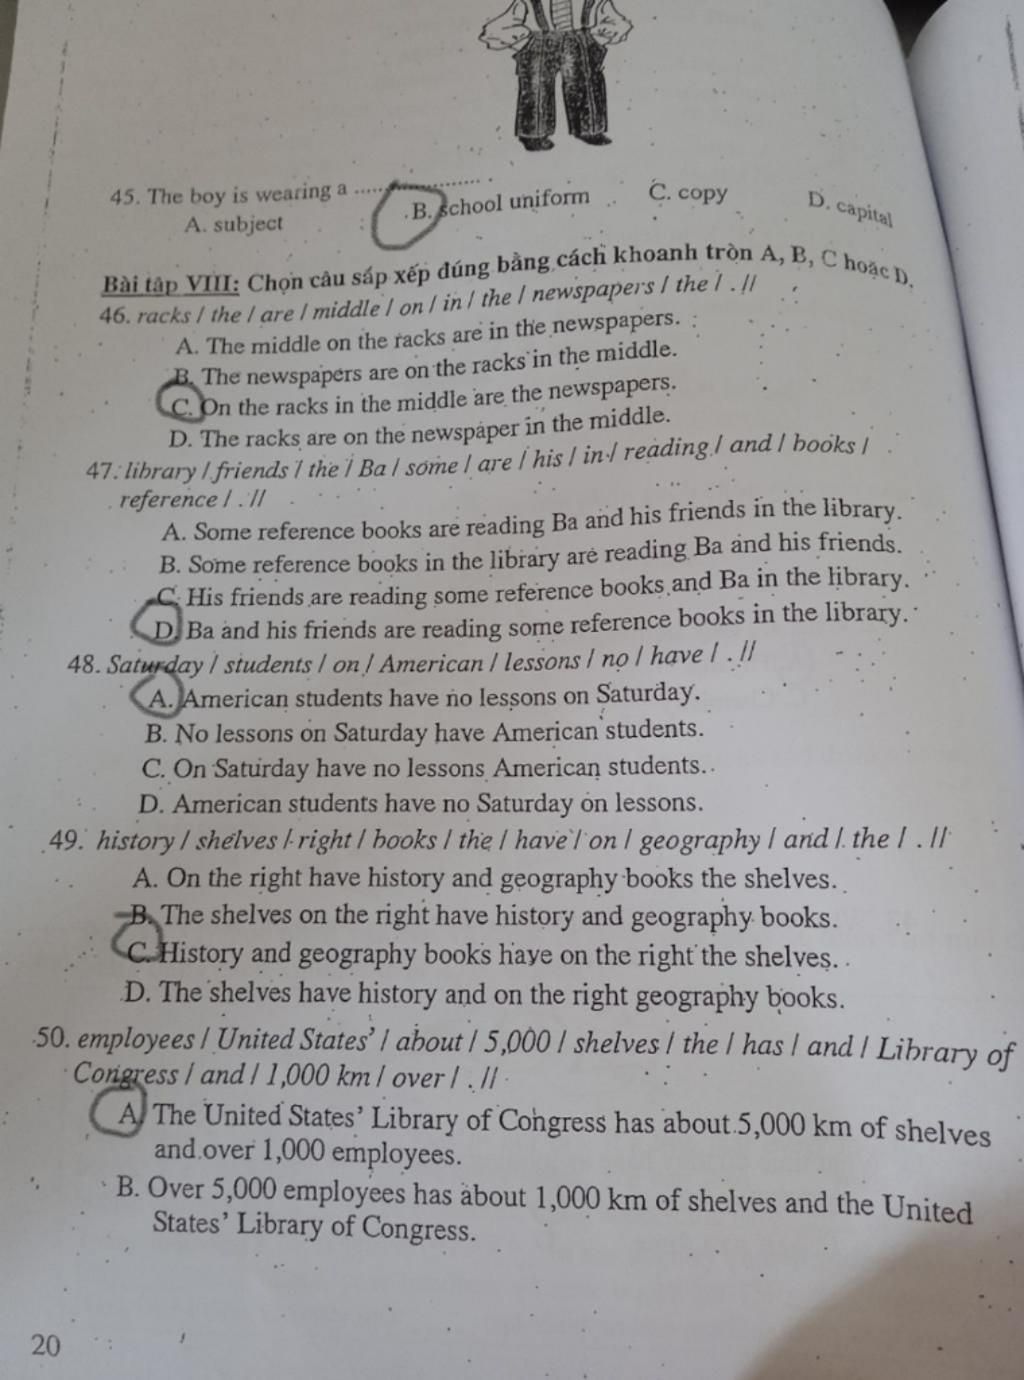 45. The boy is wearing a ..............................
A. subject B. school uniform C. copy D. capital
Bài tập VIII: Chọn câu sắp xếp đúng bằng cách khoanh tròn A, B, C hoặc D.
46. racks / the / are / middle / on / in / the / newspapers / the / . //
A. The middle on the racks are in the newspapers.
B. The newspapers are on the racks in the middle.
C. On the racks in the middle are the newspapers.
D. The racks are on the newspaper in the middle.
47. library / friends / the / Ba / some / are / his / in / reading / and / books /
reference / . //
A. Some reference books are reading Ba and his friends in the library.
B. Some reference books in the library are reading Ba and his friends.
C. His friends are reading some reference books and Ba in the library.
D. Ba and his friends are reading some reference books in the library.
48. Saturday / students / on / American / lessons / no / have / . //
A. American students have no lessons on Saturday.
B. No lessons on Saturday have American students.
C. On Saturday have no lessons American students.
D. American students have no Saturday on lessons.
49. history / shelves / right / books / the / have / on / geography / and / the / . //
A. On the right have history and geography books the shelves.
B. The shelves on the right have history and geography books.
C. History and geography books have on the right the shelves.
D. The shelves have history and on the right geography books.
50. employees / United States' / about / 5,000 / shelves / the / has / and / Library of
Congress / and / 1,000 km / over / . //
A. The United States' Library of Congress has about 5,000 km of shelves
and over 1,000 employees.
B. Over 5,000 employees has about 1,000 km of shelves and the United
States' Library of Congress.
20